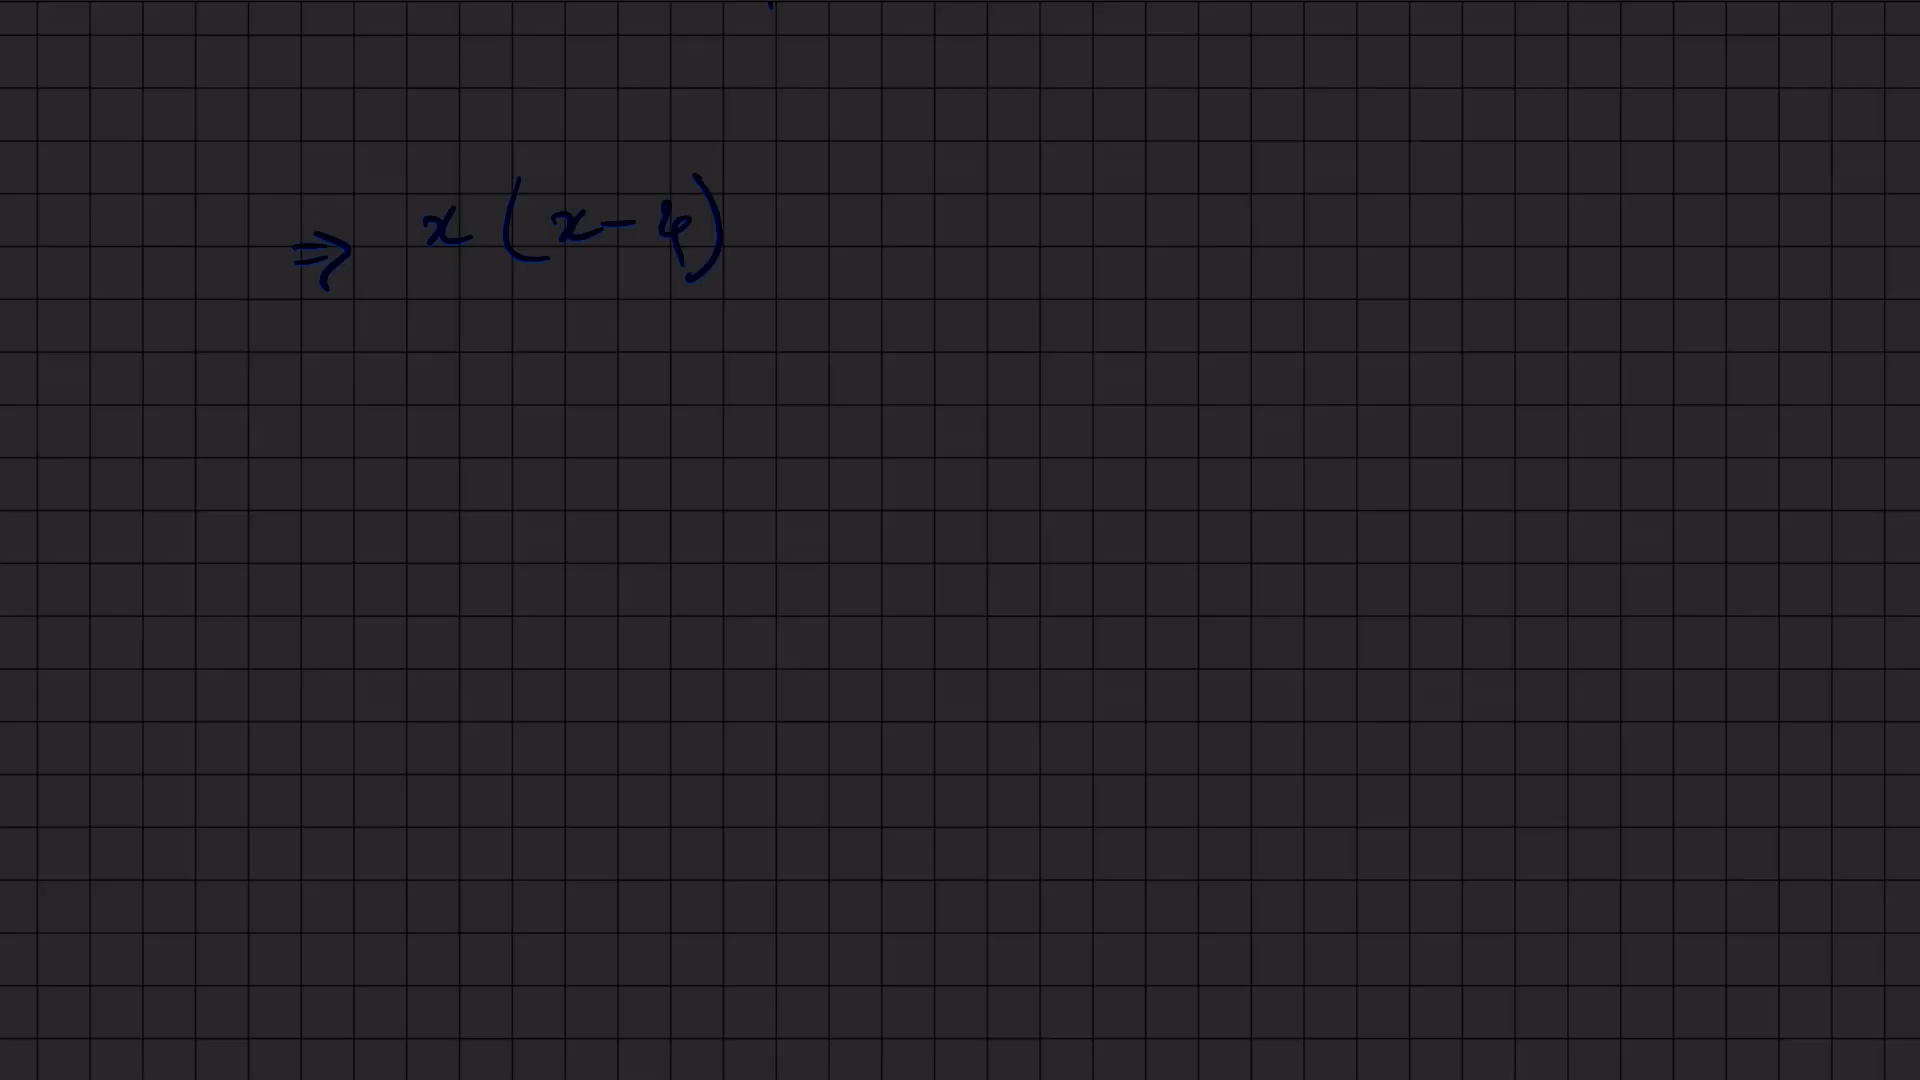 ⇒ x (x - 4)